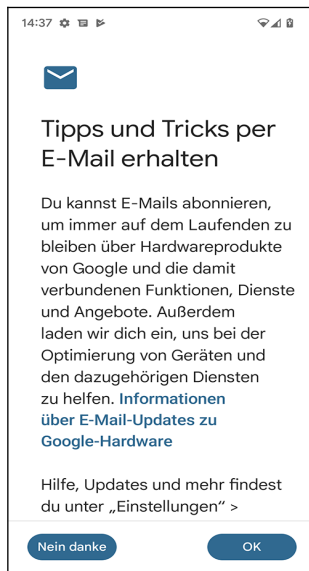 14:37
Tipps und Tricks per
E-Mail erhalten
Du kannst E-Mails abonnieren,
um immer auf dem Laufenden zu
bleiben über Hardwareprodukte
von Google und die damit
verbundenen Funktionen, Dienste
und Angebote. Außerdem
laden wir dich ein, uns bei der
Optimierung von Geräten und
den dazugehörigen Diensten
zu helfen. Informationen
über E-Mail-Updates zu
Google-Hardware
Hilfe, Updates und mehr findest
du unter „Einstellungen“ >
Nein danke
OK